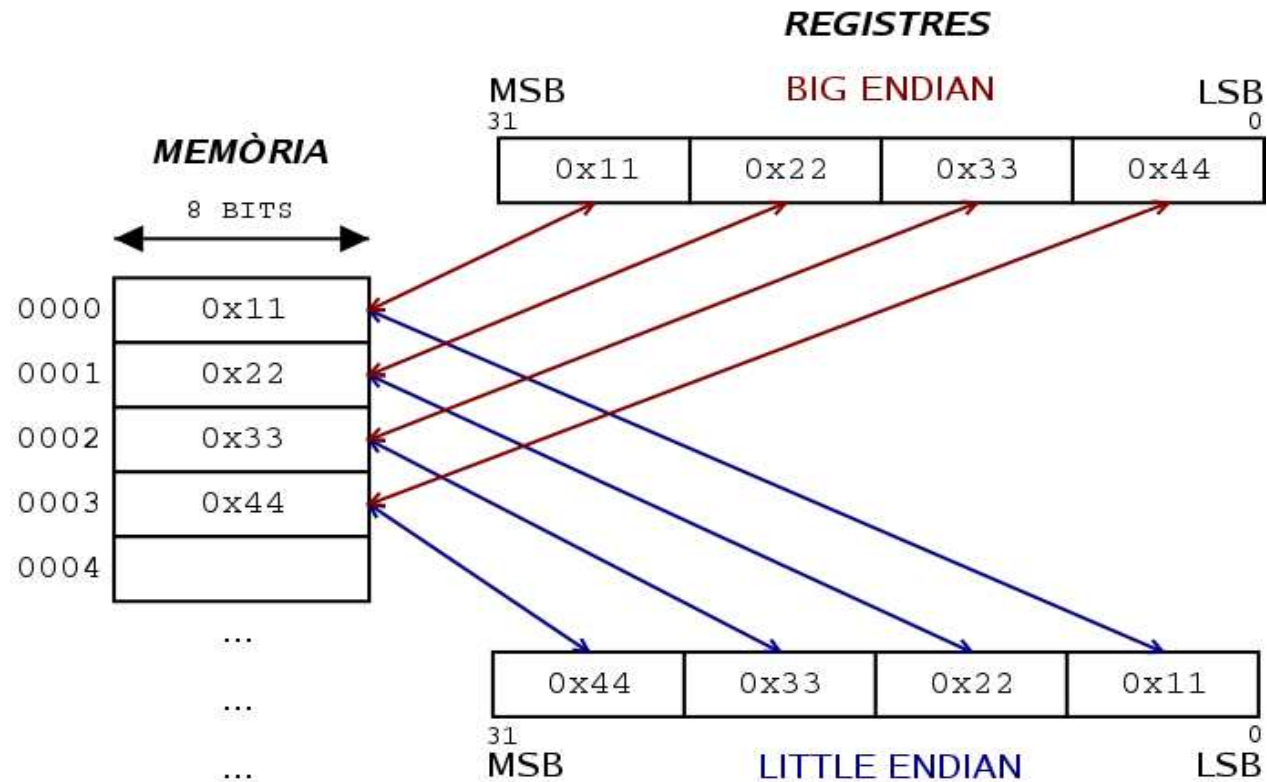 REGISTRES
MSB BIG ENDIAN LSB
31 0
MEMÒRIA
0x11 0x22 0x33 0x44
8 BITS
0000 0x11
0001 0x22
0002 0x33
0003 0x44
0004
...
0x44 0x33 0x22 0x11
...
31 0
MSB LITTLE ENDIAN LSB
...